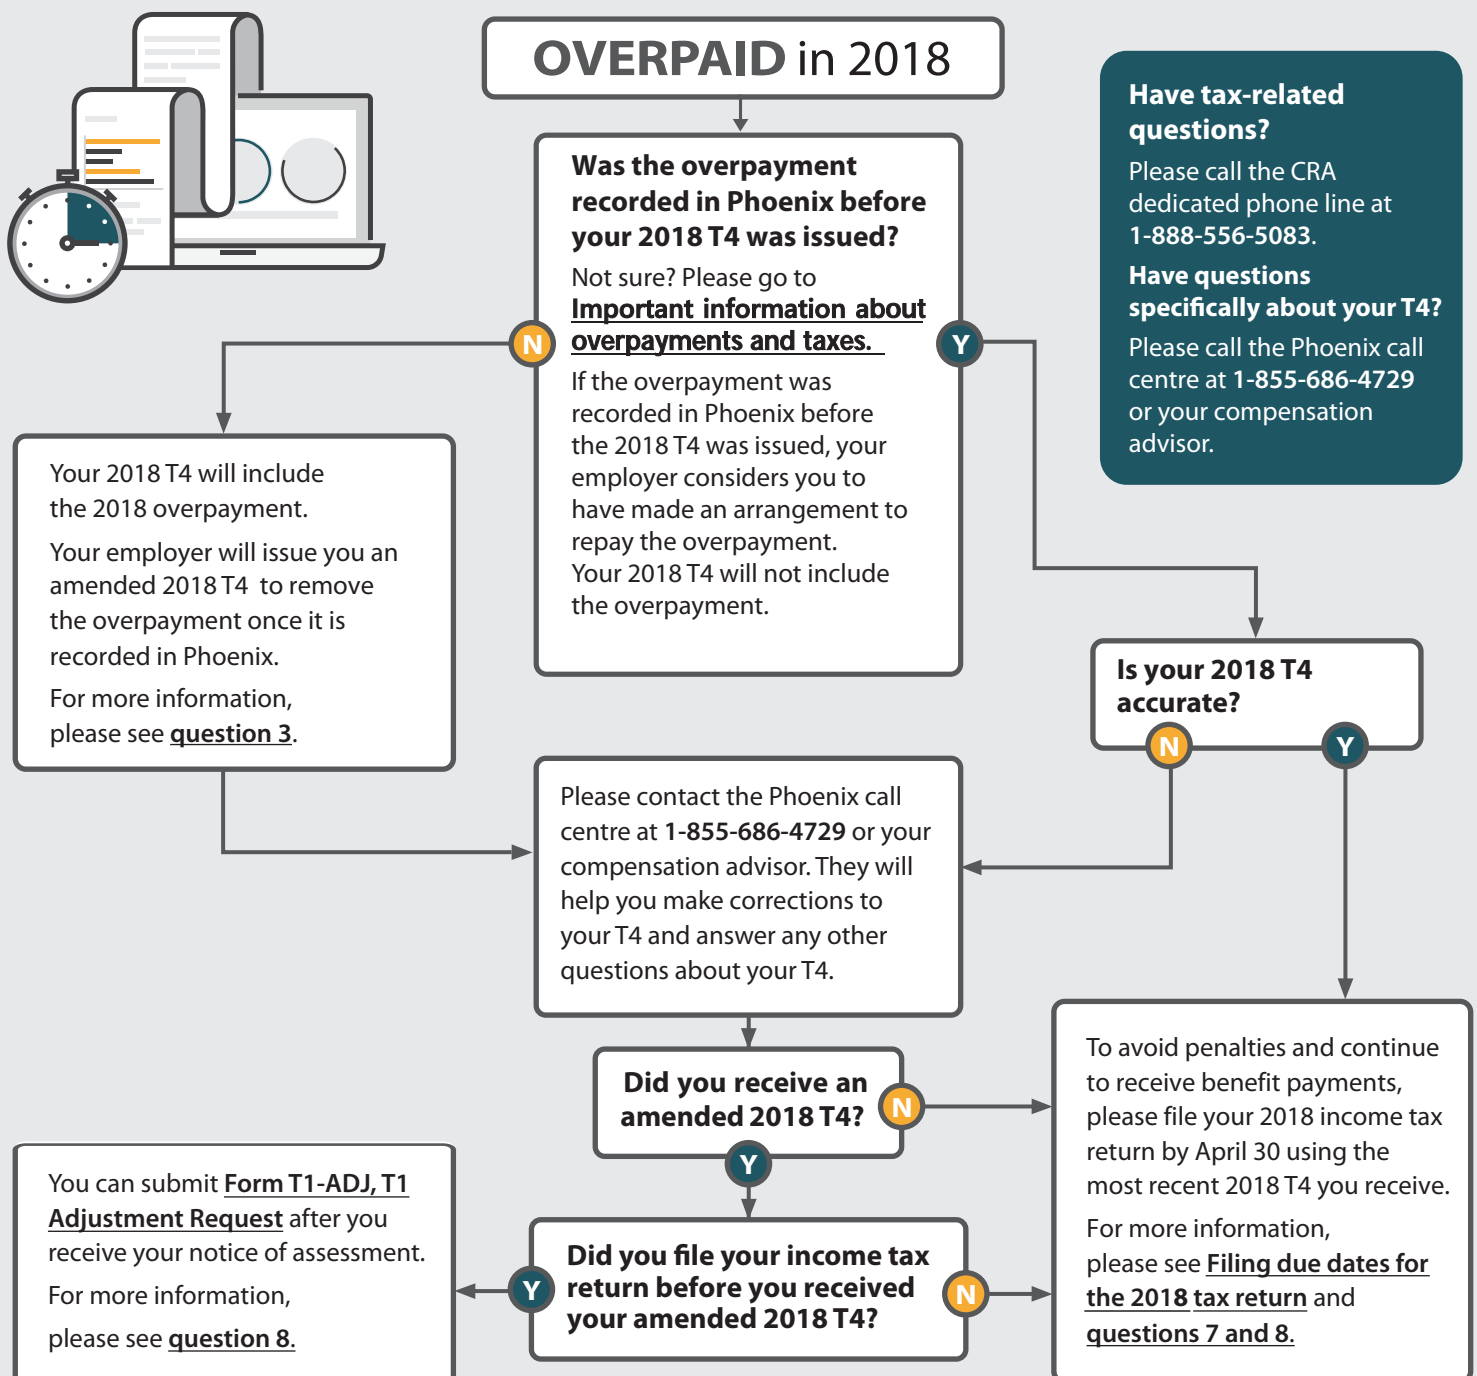 OVERPAID in 2018
Have tax-related
questions?
Please call the CRA
dedicated phone line at
1-888-556-5083.
Have questions
specifically about your T4?
Please call the Phoenix call
centre at 1-855-686-4729
or your compensation
advisor.
Was the overpayment
recorded in Phoenix before
your 2018 T4 was issued?
Not sure? Please go to
Important information about
overpayments and taxes.
If the overpayment was
recorded in Phoenix before
the 2018 T4 was issued, your
employer considers you to
have made an arrangement to
repay the overpayment.
Your 2018 T4 will not include
the overpayment.
N
Y
Your 2018 T4 will include
the 2018 overpayment.
Your employer will issue you an
amended 2018 T4 to remove
the overpayment once it is
recorded in Phoenix.
For more information,
please see question 3.
Is your 2018 T4
accurate?
N
Y
Please contact the Phoenix call
centre at 1-855-686-4729 or your
compensation advisor. They will
help you make corrections to
your T4 and answer any other
questions about your T4.
Did you receive an
amended 2018 T4?
N
Y
To avoid penalties and continue
to receive benefit payments,
please file your 2018 income tax
return by April 30 using the
most recent 2018 T4 you receive.
For more information,
please see Filing due dates for
the 2018 tax return and
questions 7 and 8.
Did you file your income tax
return before you received
your amended 2018 T4?
Y
N
You can submit Form T1-ADJ, T1
Adjustment Request after you
receive your notice of assessment.
For more information,
please see question 8.